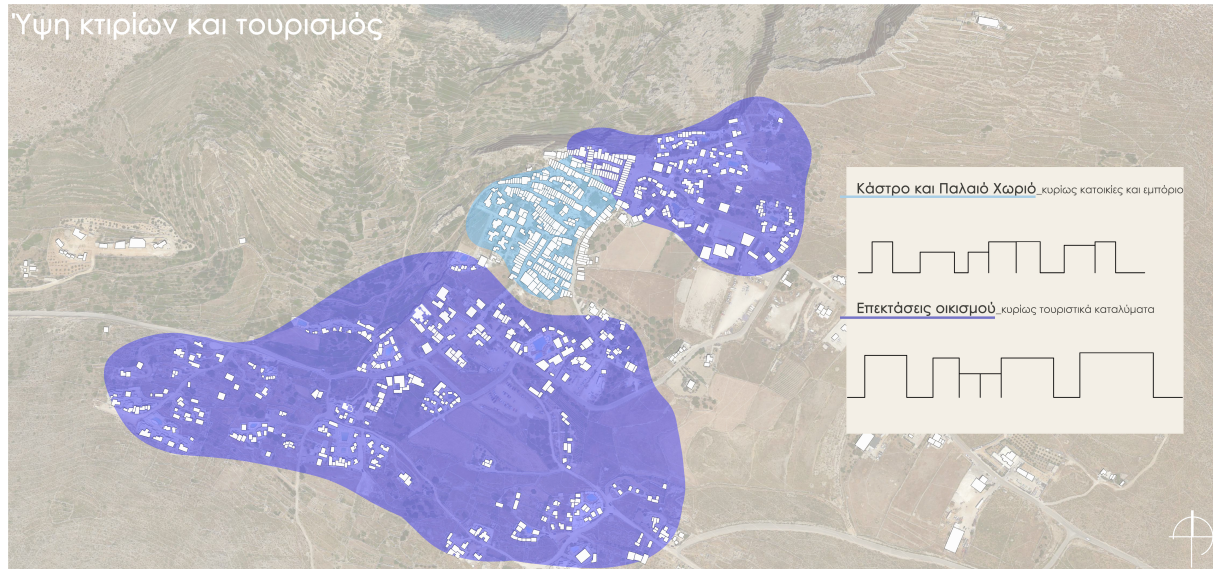 Ύψη κτιρίων και τουρισμός
Κάστρο και Παλαιό Χωριό_κυρίως κατοικίες και εμπόριο
Επεκτάσεις οικισμού_κυρίως τουριστικά καταλύματα